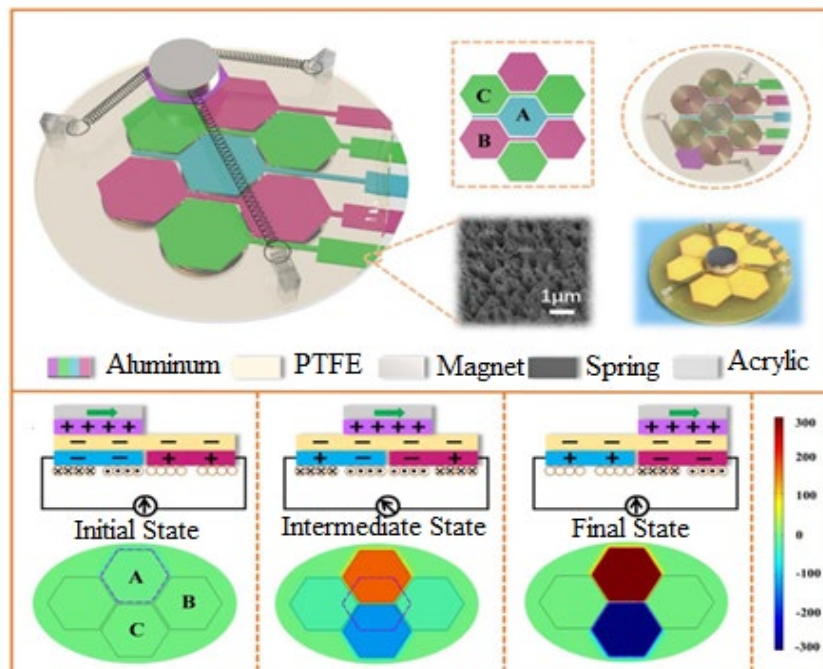 C
A
B
1μm
Aluminum PTFE Magnet Spring Acrylic
+ + + + + + + + + + + +
− − − − − − − − − − − −
− − + + + − − + + + − −
Initial State Intermediate State Final State
A
B
C
300
200
100
0
-100
-200
-300